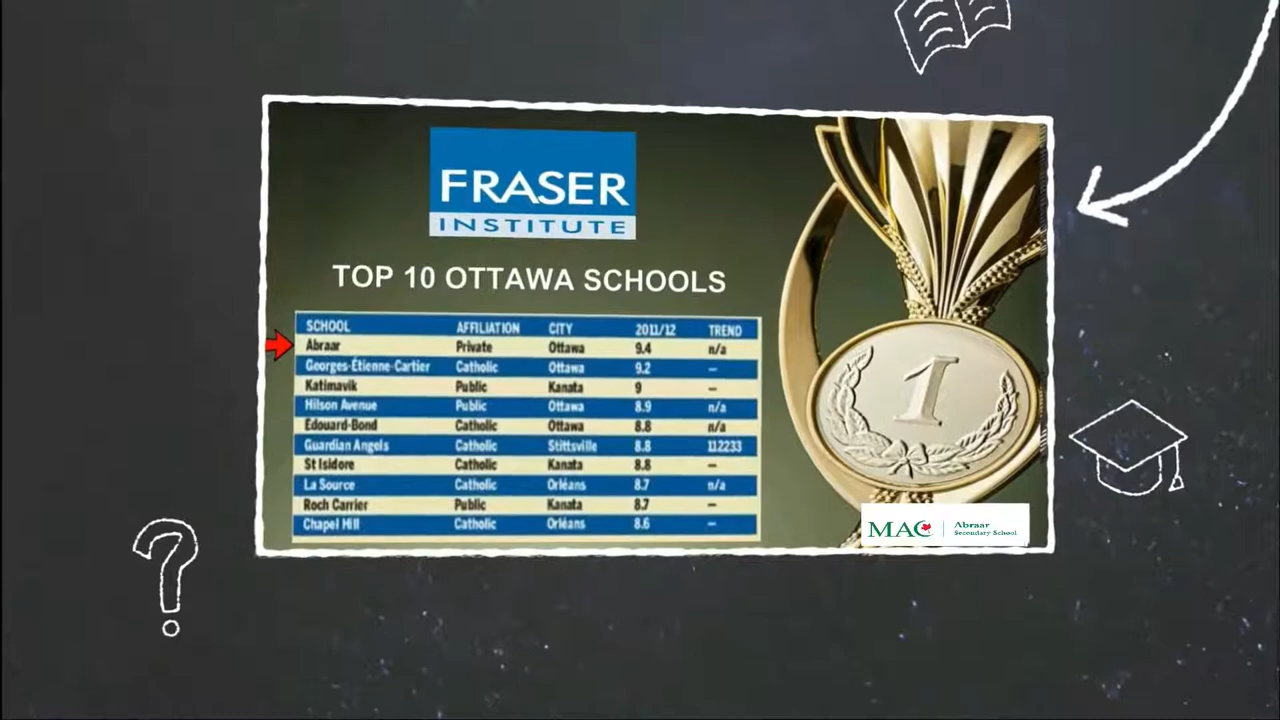 FRASER
INSTITUTE
TOP 10 OTTAWA SCHOOLS
SCHOOL AFFILIATION CITY 2011/12 TREND
Abraar Private Ottawa 9.4 n/a
Georges-Étienne-Cartier Catholic Ottawa 9.2 –
Katimavik Public Kanata 9 –
Hilson Avenue Public Ottawa 8.9 n/a
Édouard-Bond Catholic Ottawa 8.8 n/a
Guardian Angels Catholic Stittsville 8.8 112233
St Isidore Catholic Kanata 8.8 –
La Source Catholic Orléans 8.7 n/a
Roch Carrier Public Kanata 8.7 –
Chapel Hill Catholic Orléans 8.6 –
1
MAC Abraar
Secondary School
?